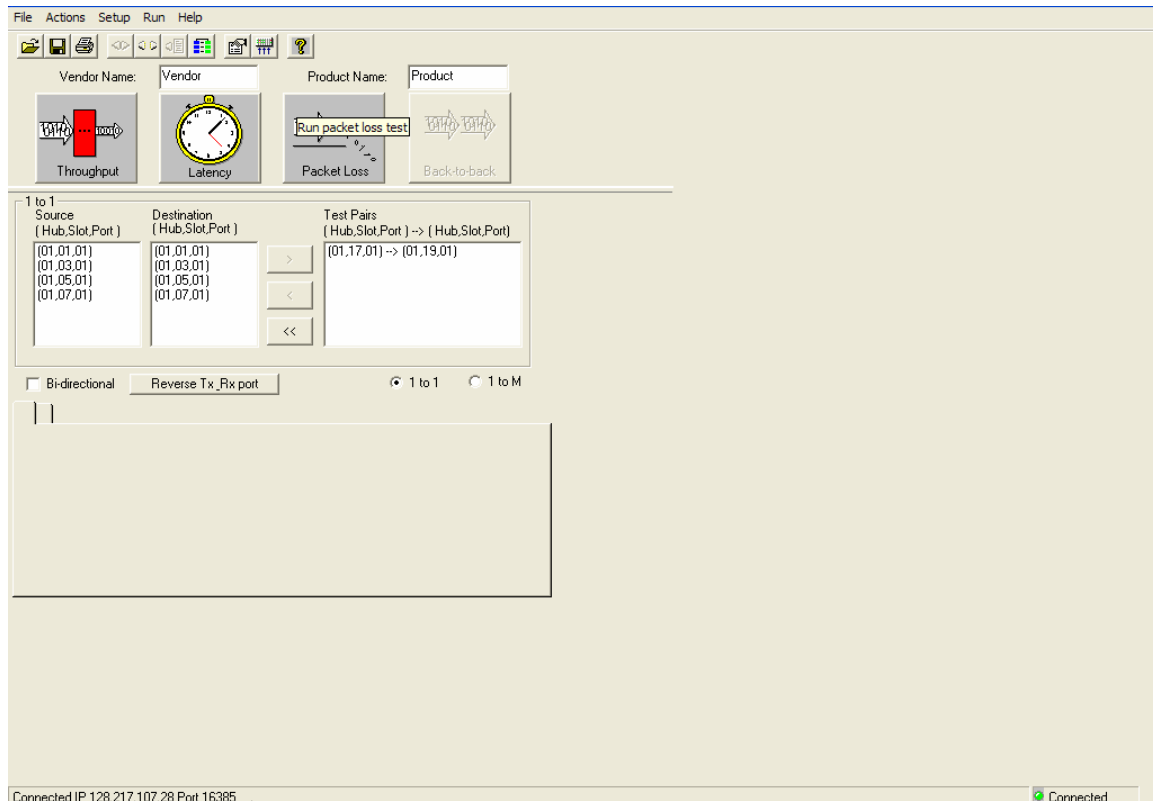 File Actions Setup Run Help
Vendor Name: Vendor Product Name: Product
Run packet loss test
Throughput Latency Packet Loss Back-to-back
1 to 1
Source Destination Test Pairs
( Hub,Slot,Port ) ( Hub,Slot,Port ) ( Hub,Slot,Port ) --> ( Hub,Slot,Port)
(01,01,01) (01,01,01) > (01,17,01) --> (01,19,01)
(01,03,01) (01,03,01)
(01,05,01) (01,05,01)
(01,07,01) (01,07,01) <
<<
Bi-directional Reverse Tx_Rx port 1 to 1 1 to M
Connected IP 128.217.107.28 Port 16385 Connected